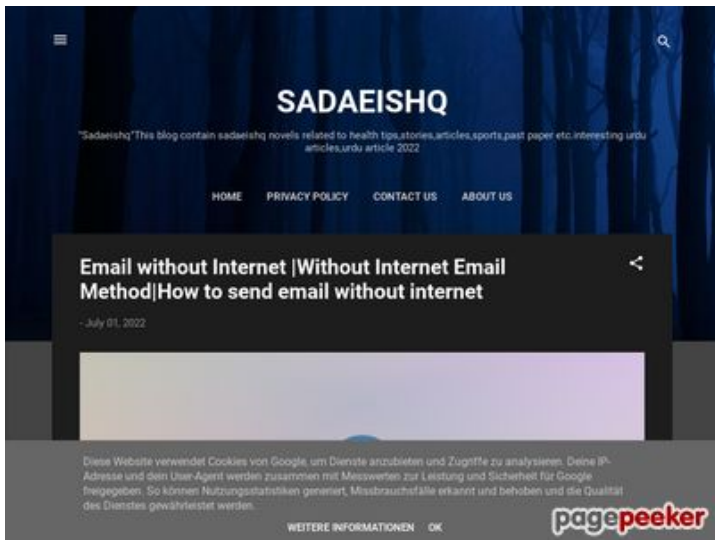 SADAEISHQ
"Sadaeishq"This blog contain sadaeishq novels related to health tips,stories,articles,sports,past paper etc.interesting urdu
articles,urdu article 2022
HOME PRIVACY POLICY CONTACT US ABOUT US
Email without Internet |Without Internet Email
Method|How to send email without internet
- July 01, 2022
Diese Website verwendet Cookies von Google, um Dienste anzubieten und Zugriffe zu analysieren. Deine IP-
Adresse und dein User-Agent werden zusammen mit Messwerten zur Leistung und Sicherheit für Google
freigegeben. So können Nutzungsstatistiken generiert, Missbrauchsfälle erkannt und behoben und die Qualität
des Dienstes gewährleistet werden.
WEITERE INFORMATIONEN OK
pagepeeker